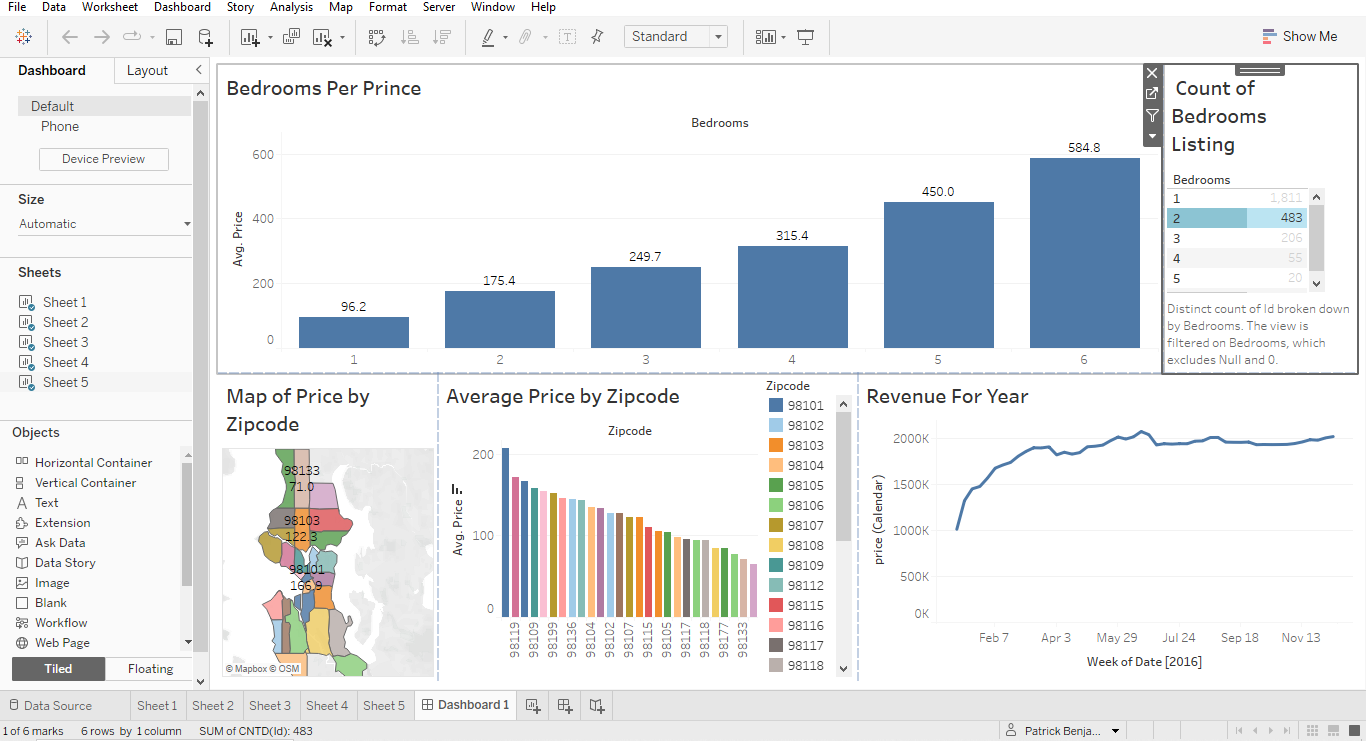 File Data Worksheet Dashboard Story Analysis Map Format Server Window Help
Standard
Show Me
Dashboard Layout
Default
Phone
Device Preview
Size
Automatic
Sheets
Sheet 1
Sheet 2
Sheet 3
Sheet 4
Sheet 5
Objects
Horizontal Container
Vertical Container
A Text
Extension
Ask Data
Data Story
Image
Blank
Workflow
Web Page
Tiled Floating
Bedrooms Per Prince
Bedrooms
Avg. Price
600
400
200
0
96.2
175.4
249.7
315.4
450.0
584.8
1 2 3 4 5 6
Count of
Bedrooms
Listing
Bedrooms
1 1,811
2 483
3 206
4 55
5 20
Distinct count of Id broken down
by Bedrooms. The view is
filtered on Bedrooms, which
excludes Null and 0.
Map of Price by
Zipcode
98133
71.0
98103
122.3
98101
166.9
© Mapbox © OSM
Average Price by Zipcode
Zipcode
Avg. Price
200
100
0
98119 98109 98199 98136 98104 98102 98107 98115 98105 98117 98118 98177 98133
Zipcode
98101
98102
98103
98104
98105
98106
98107
98108
98109
98112
98115
98116
98117
98118
Revenue For Year
price (Calendar)
2000K
1500K
1000K
500K
0K
Feb 7 Apr 3 May 29 Jul 24 Sep 18 Nov 13
Week of Date [2016]
Data Source Sheet 1 Sheet 2 Sheet 3 Sheet 4 Sheet 5 Dashboard 1
1 of 6 marks 6 rows by 1 column SUM of CNTD(Id): 483 Patrick Benja...